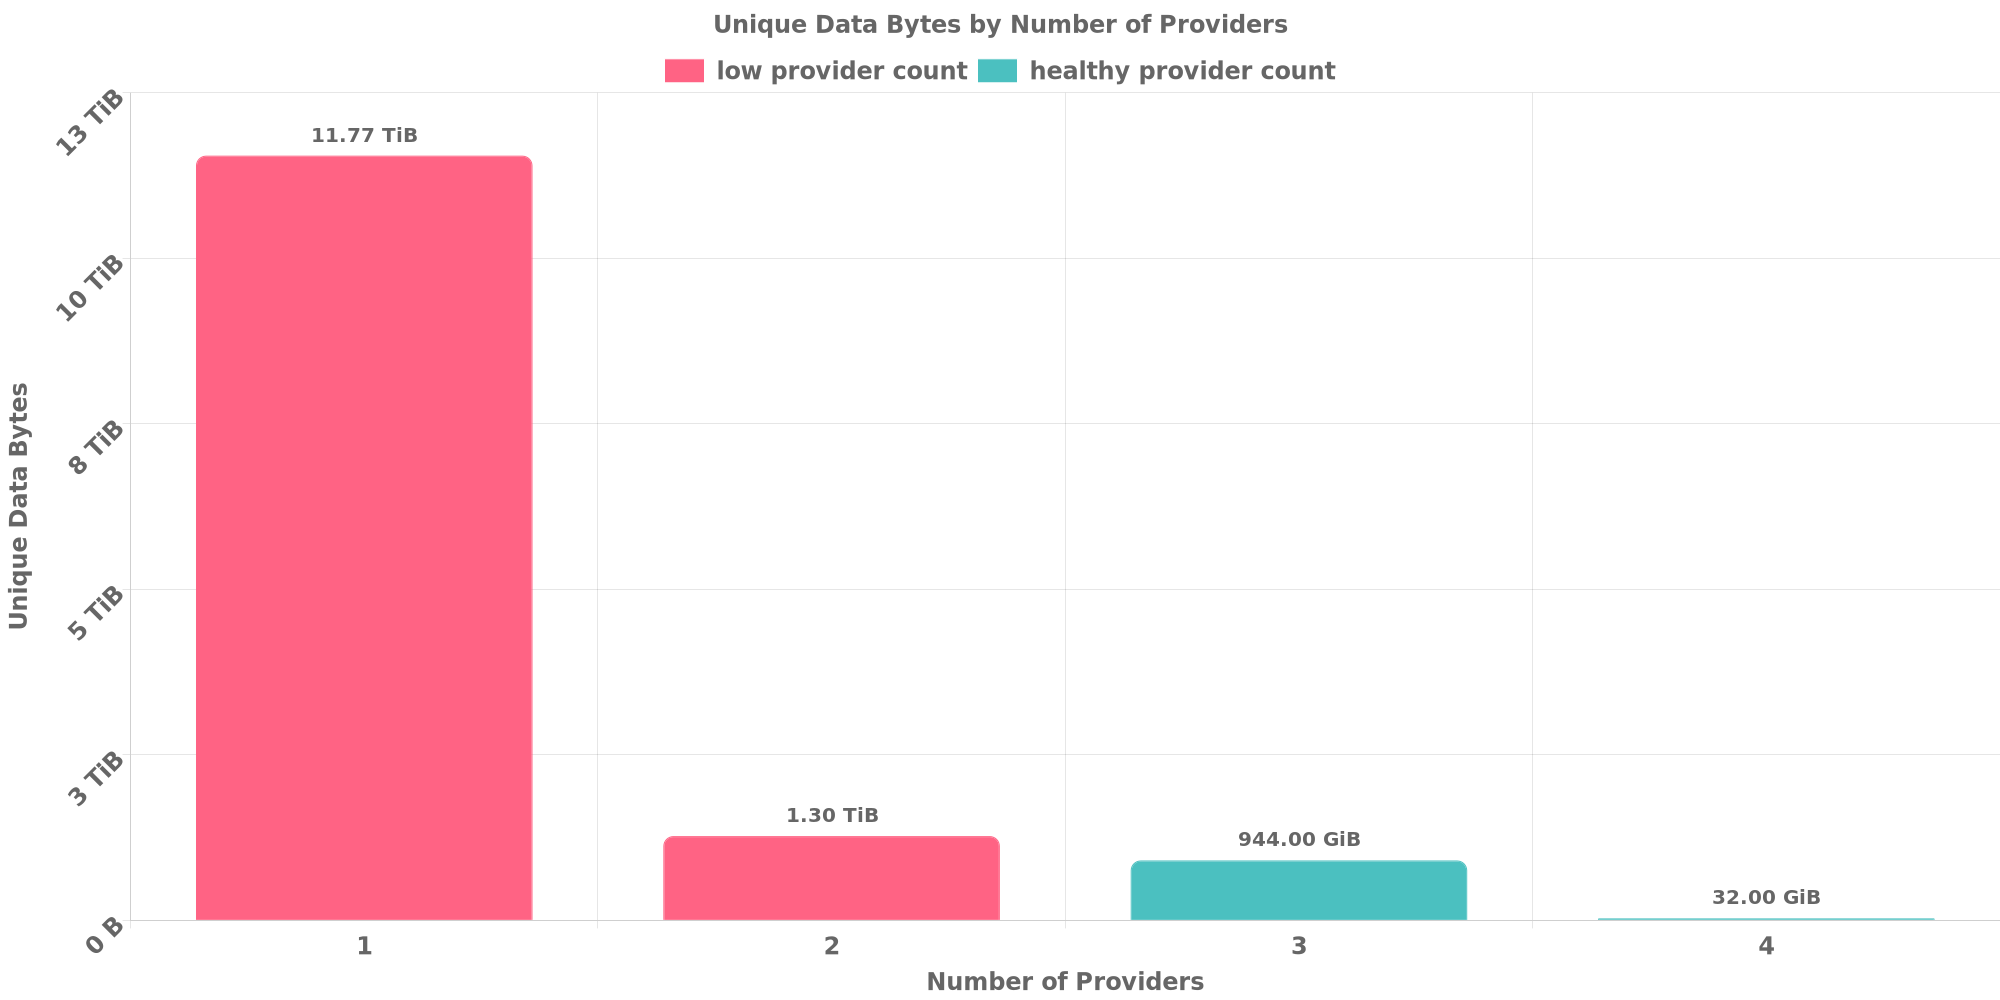 Unique Data Bytes by Number of Providers
low provider count healthy provider count
13 TiB
10 TiB
8 TiB
5 TiB
3 TiB
0 B
Unique Data Bytes
11.77 TiB
1.30 TiB
944.00 GiB
32.00 GiB
1 2 3 4
Number of Providers